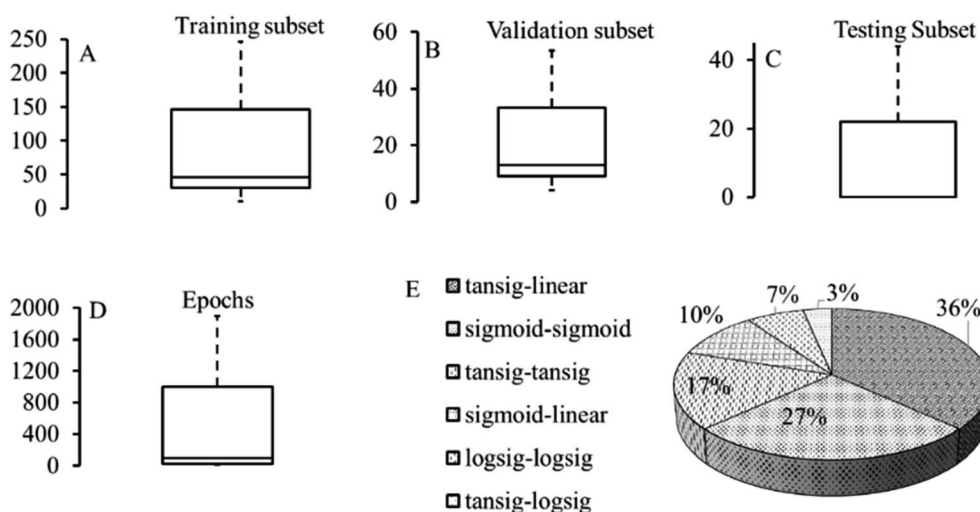 Training subset
A
250
200
150
100
50
0
Validation subset
B
60
40
20
0
Testing Subset
C
40
20
0
Epochs
D
2000
1600
1200
800
400
0
E
tansig-linear
sigmoid-sigmoid
tansig-tansig
sigmoid-linear
logsig-logsig
tansig-logsig
36%
27%
17%
10%
7%
3%